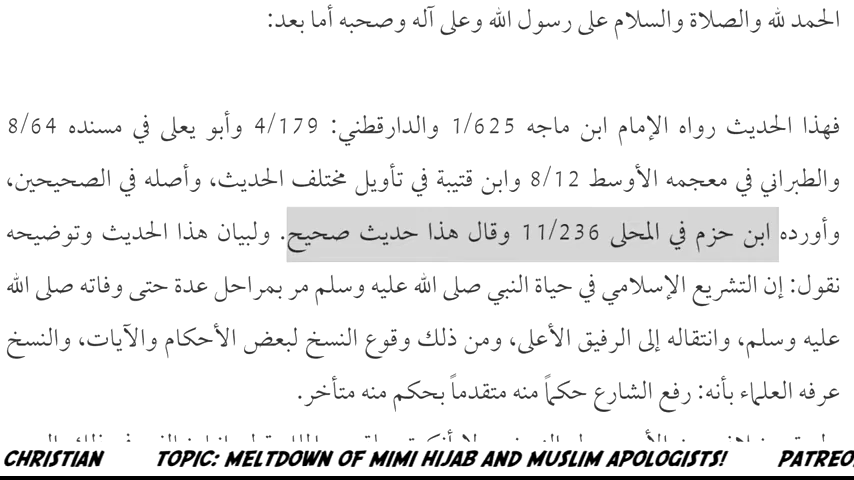 الحمد لله والصلاة والسلام على رسول الله وعلى آله وصحبه أما بعد:
فهذا الحديث رواه الإمام ابن ماجه 1/625 والدارقطني: 4/179 وأبو يعلى في مسنده 8/64
والطبراني في معجمه الأوسط 8/12 وابن قتيبة في تأويل مختلف الحديث، وأصله في الصحيحين،
وأورده ابن حزم في المحلى 11/236 وقال هذا حديث صحيح. ولبيان هذا الحديث وتوضيحه
نقول: إن التشريع الإسلامي في حياة النبي صلى الله عليه وسلم مر بمراحل عدة حتى وفاته صلى الله
عليه وسلم، وانتقاله إلى الرفيق الأعلى، ومن ذلك وقوع النسخ لبعض الأحكام والآيات، والنسخ
عرفه العلماء بأنه: رفع الشارع حكماً منه متقدماً بحكم منه متأخر.
CHRISTIAN TOPIC: MELTDOWN OF MIMI HIJAB AND MUSLIM APOLOGISTS! PATREO